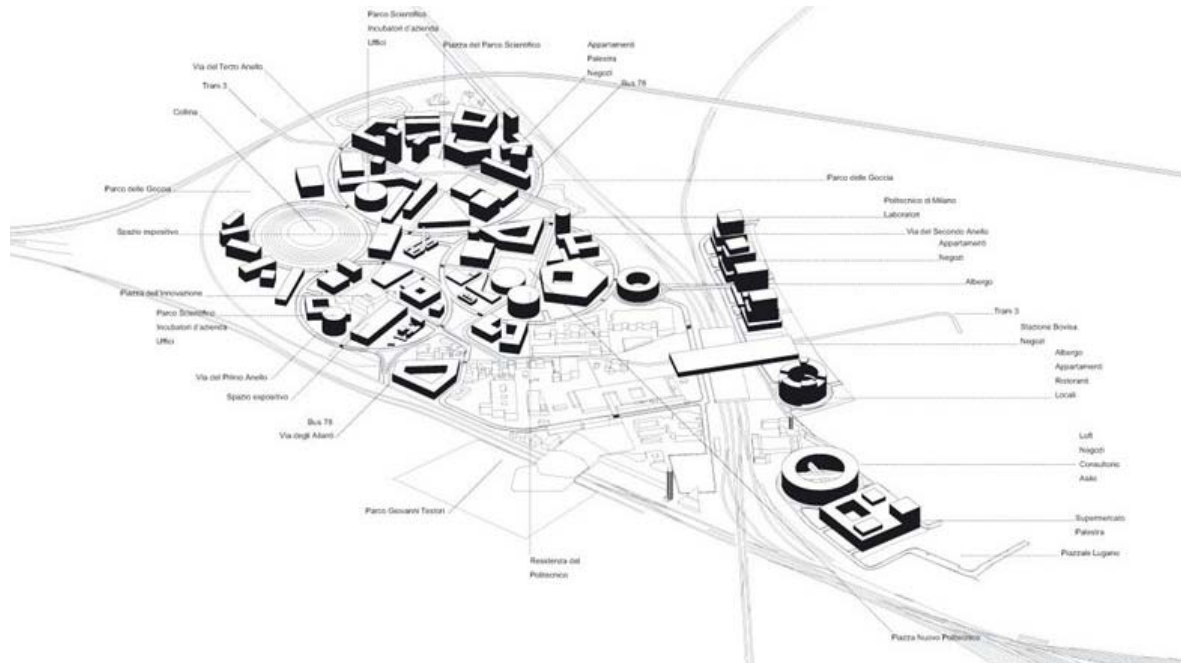 Parco Scientifico
Incubatori d'azienda
Uffici
Piazza del Parco Scientifico
Appartamenti
Palestra
Negozi
Bus 78
Via del Terzo Anello
Tram 3
Collina
Parco delle Goccia
Spazio espositivo
Piazza dell'Innovazione
Parco Scientifico
Incubatori d'azienda
Uffici
Via del Primo Anello
Spazio espositivo
Bus 78
Via degli Alianti
Parco Giovanni Testori
Residenza del
Politecnico
Parco delle Goccia
Politecnico di Milano
Laboratori
Via del Secondo Anello
Appartamenti
Negozi
Albergo
Tram 3
Stazione Bovisa
Negozi
Albergo
Appartamenti
Ristoranti
Locali
Loft
Negozi
Consultorio
Asilo
Supermercato
Palestra
Piazzale Lugano
Piazza Nuovo Politecnico